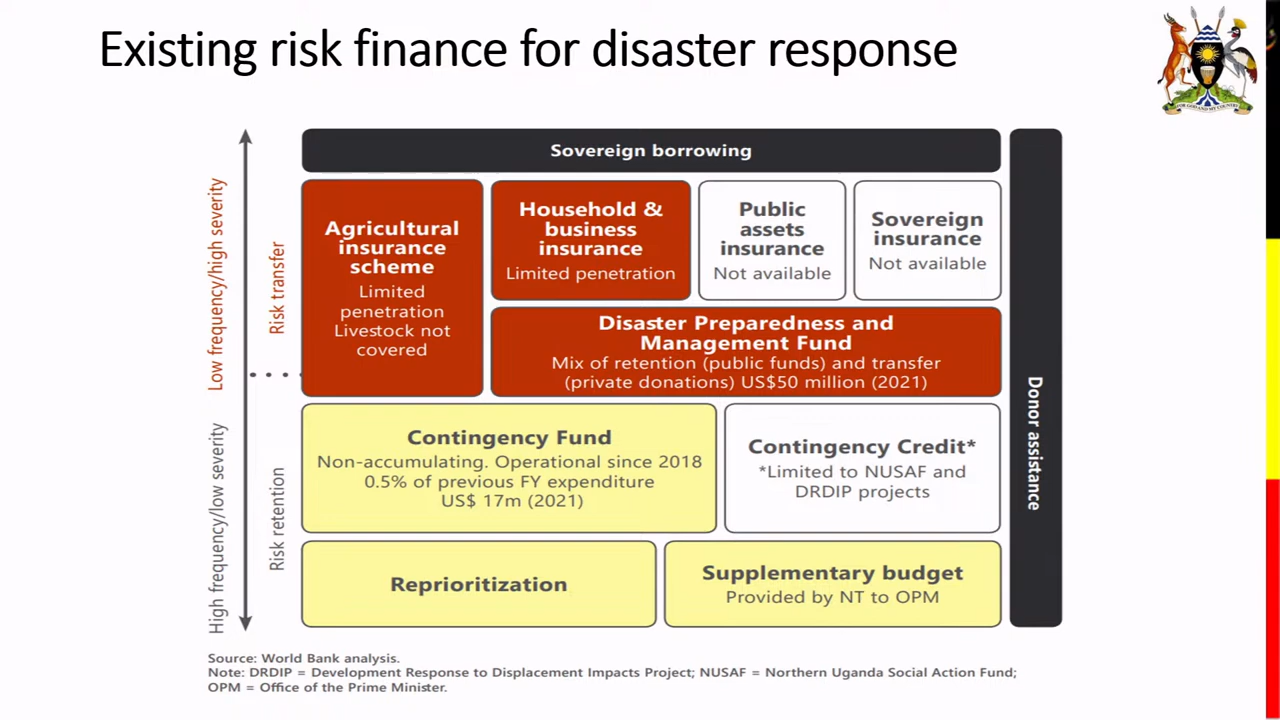 Existing risk finance for disaster response
FOR GOD AND MY COUNTRY
Low frequency/high severity
High frequency/low severity
Risk transfer
Risk retention
Sovereign borrowing
Agricultural
insurance
scheme
Limited
penetration
Livestock not
covered
Household &
business
insurance
Limited penetration
Public
assets
insurance
Not available
Sovereign
insurance
Not available
Disaster Preparedness and
Management Fund
Mix of retention (public funds) and transfer
(private donations) US$50 million (2021)
Contingency Fund
Non-accumulating. Operational since 2018
0.5% of previous FY expenditure
US$ 17m (2021)
Contingency Credit*
*Limited to NUSAF and
DRDIP projects
Reprioritization
Supplementary budget
Provided by NT to OPM
Donor assistance
Source: World Bank analysis.
Note: DRDIP = Development Response to Displacement Impacts Project; NUSAF = Northern Uganda Social Action Fund;
OPM = Office of the Prime Minister.